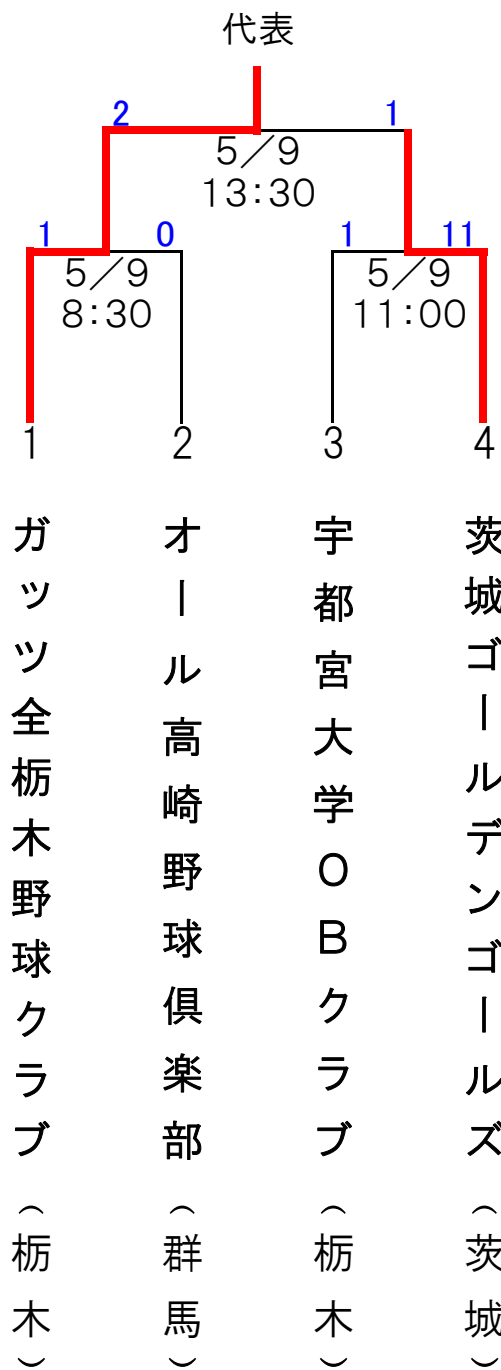 代表
2 1
5／9
13:30
1 0 1 11
5／9 5／9
8:30 11:00
1 2 3 4
ガッツ全栃木野球クラブ（栃木）
オール高崎野球倶楽部（群馬）
宇都宮大学ＯＢクラブ（栃木）
茨城ゴールデンゴールズ（茨城）